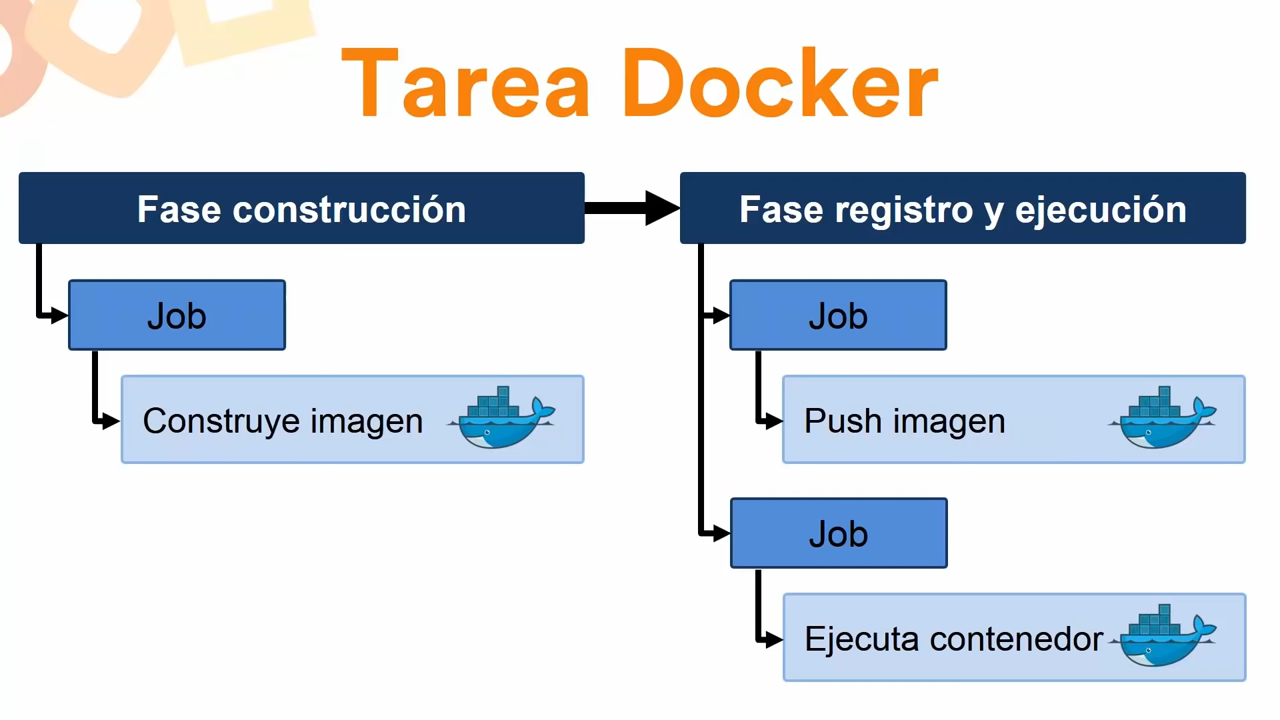 Tarea Docker
Fase construcción
Job
Construye imagen
Fase registro y ejecución
Job
Push imagen
Job
Ejecuta contenedor